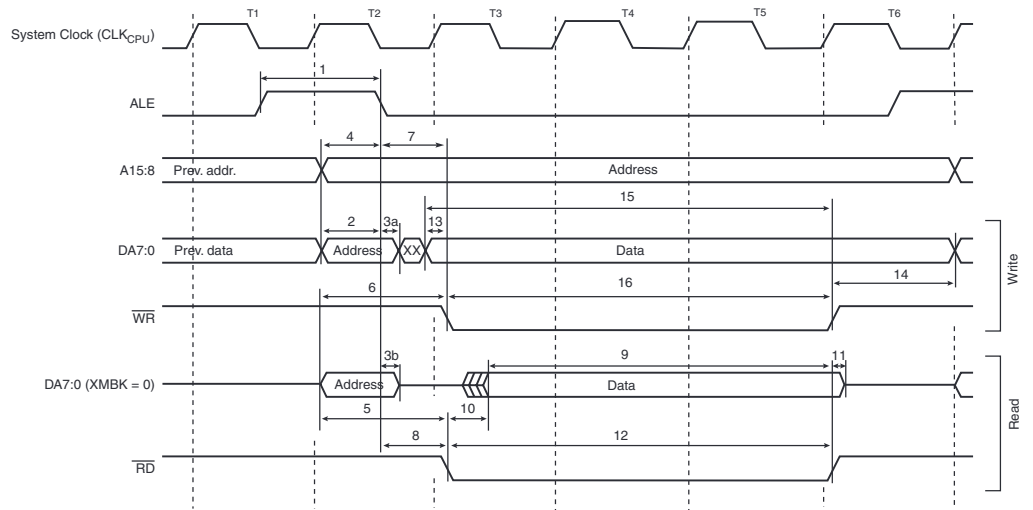 T1 T2 T3 T4 T5 T6
System Clock (CLKCPU)
1
ALE
4 7
A15:8 Prev. addr. Address
15
2 3a 13
DA7:0 Prev. data Address XX Data
14
6 16
WR
Write
3b 9 11
DA7:0 (XMBK = 0) Address Data
5 10
Read
8 12
RD